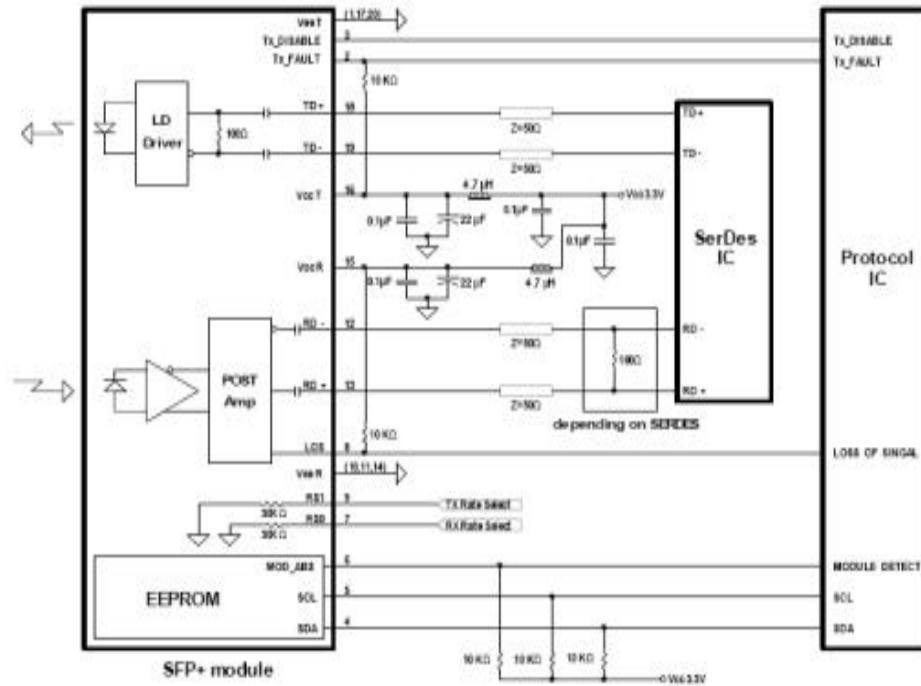 VeeT (1,17,20)
Tx_DISABLE 3 Tx_DISABLE
Tx_FAULT 2 Tx_FAULT
10 KΩ
TD+ 18 TD+
LD
Driver
100Ω
Z=50Ω
TD- 19 TD-
Z=50Ω
VccT 16 4.7 µH Vcc3.3V
0.1µF 22 µF 0.1µF
0.1µF
SerDes
IC
Protocol
IC
VccR 15
0.1µF 22 µF 4.7 µH
RD - 12 RD -
Z=50Ω
100Ω
POST
Amp
RD + 13 RD +
Z=50Ω
depending on SERDES
10 KΩ
LOS 8 LOSS OF SINGAL
VeeR (10,11,14)
RS1 9 TX Rate Select
30KΩ
RS0 7 RX Rate Select
30KΩ
MOD_ABS 6 MODULE DETECT
EEPROM
SCL 5 SCL
SDA 4 SDA
10 KΩ 10 KΩ 10 KΩ
Vcc3.3V
SFP+ module